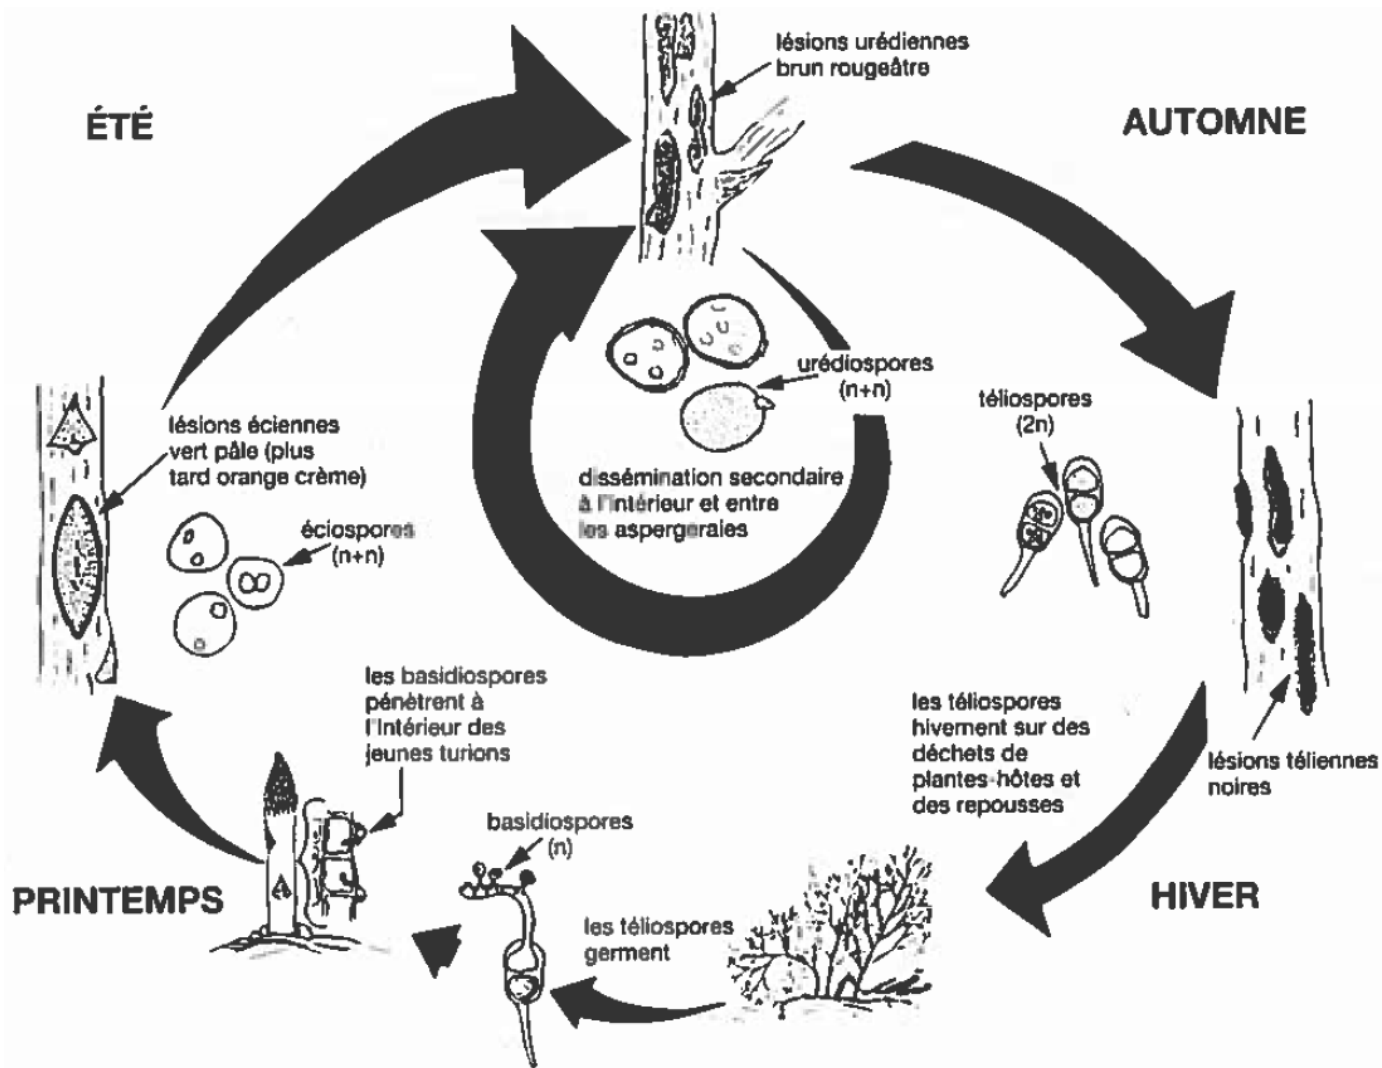 lésions urédiennes
brun rougeâtre
ÉTÉ
AUTOMNE
urédiospores
(n+n)
téliospores
(2n)
lésions éciennes
vert pâle (plus
tard orange crème)
dissémination secondaire
à l'intérieur et entre
les aspergeraies
éciospores
(n+n)
les basidiospores
pénètrent à
l'intérieur des
jeunes turions
les téliospores
hivernent sur des
déchets de
plantes-hôtes et
des repousses
lésions téliennes
noires
basidiospores
(n)
PRINTEMPS
HIVER
les téliospores
germent